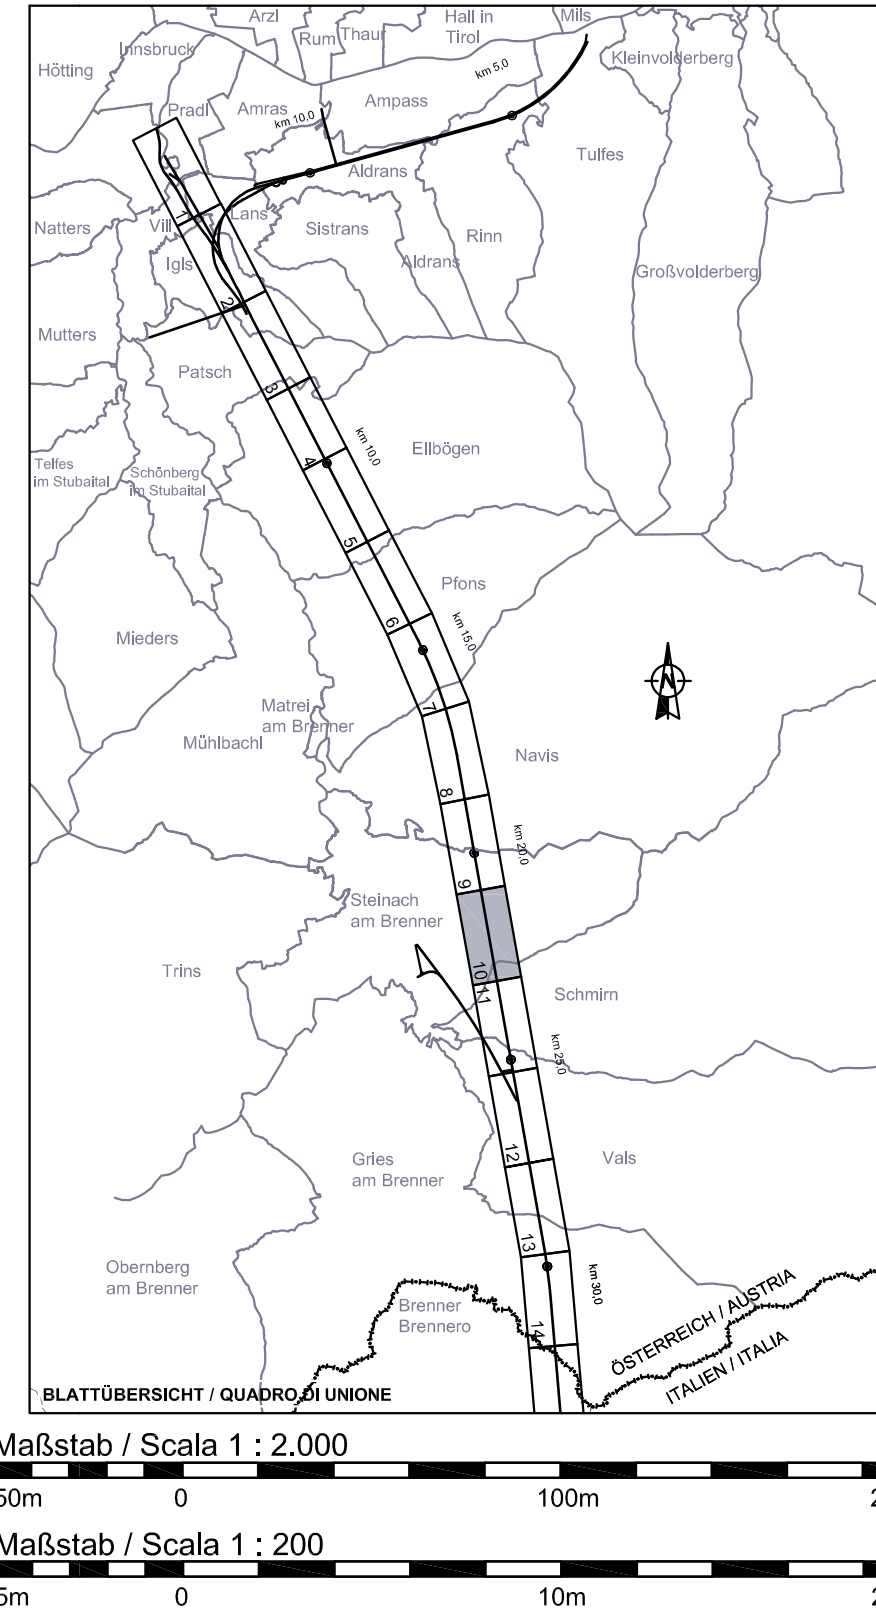 Arzl
Hall in
Tirol
Mils
Rum
Thaur
Innsbruck
Hötting
Kleinvolderberg
km 5,0
Pradl
Amras
Ampass
km 10,0
Tulfes
Aldrans
Natters
Vill
Lans
Sistrans
Rinn
1
Igls
Aldrans
Großvolderberg
2
Mutters
Patsch
3
km 10,0
Ellbögen
4
Telfes
im Stubaital
Schönberg
im Stubaital
5
Pfons
6
km 15,0
Mieders
N
Matrei
am Brenner
7
Mühlbachl
Navis
8
km 20,0
9
Steinach
am Brenner
Trins
10
11
Schmirn
km 25,0
12
Gries
am Brenner
Vals
13
Obernberg
am Brenner
km 30,0
Brenner
Brennero
14
ÖSTERREICH / AUSTRIA
ITALIEN / ITALIA
BLATTÜBERSICHT / QUADRO DI UNIONE
Maßstab / Scala 1 : 2.000
50m 0 100m 2
Maßstab / Scala 1 : 200
5m 0 10m 2